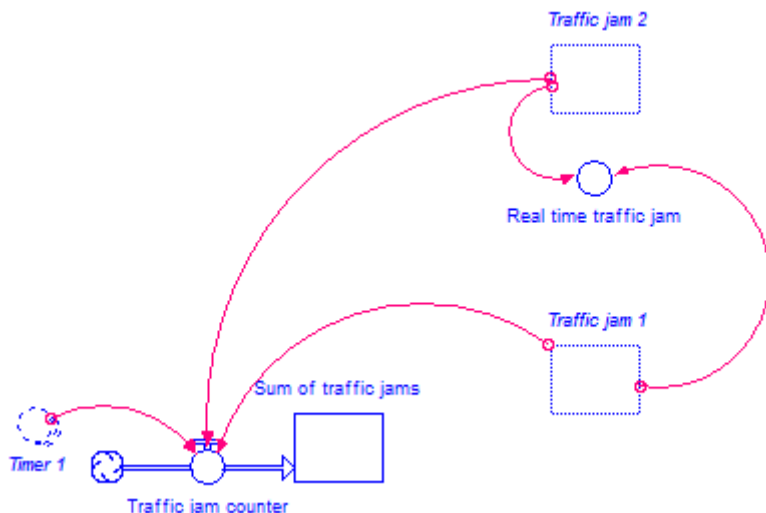 Traffic jam 2
Real time traffic jam
Traffic jam 1
Sum of traffic jams
Timer 1
Traffic jam counter